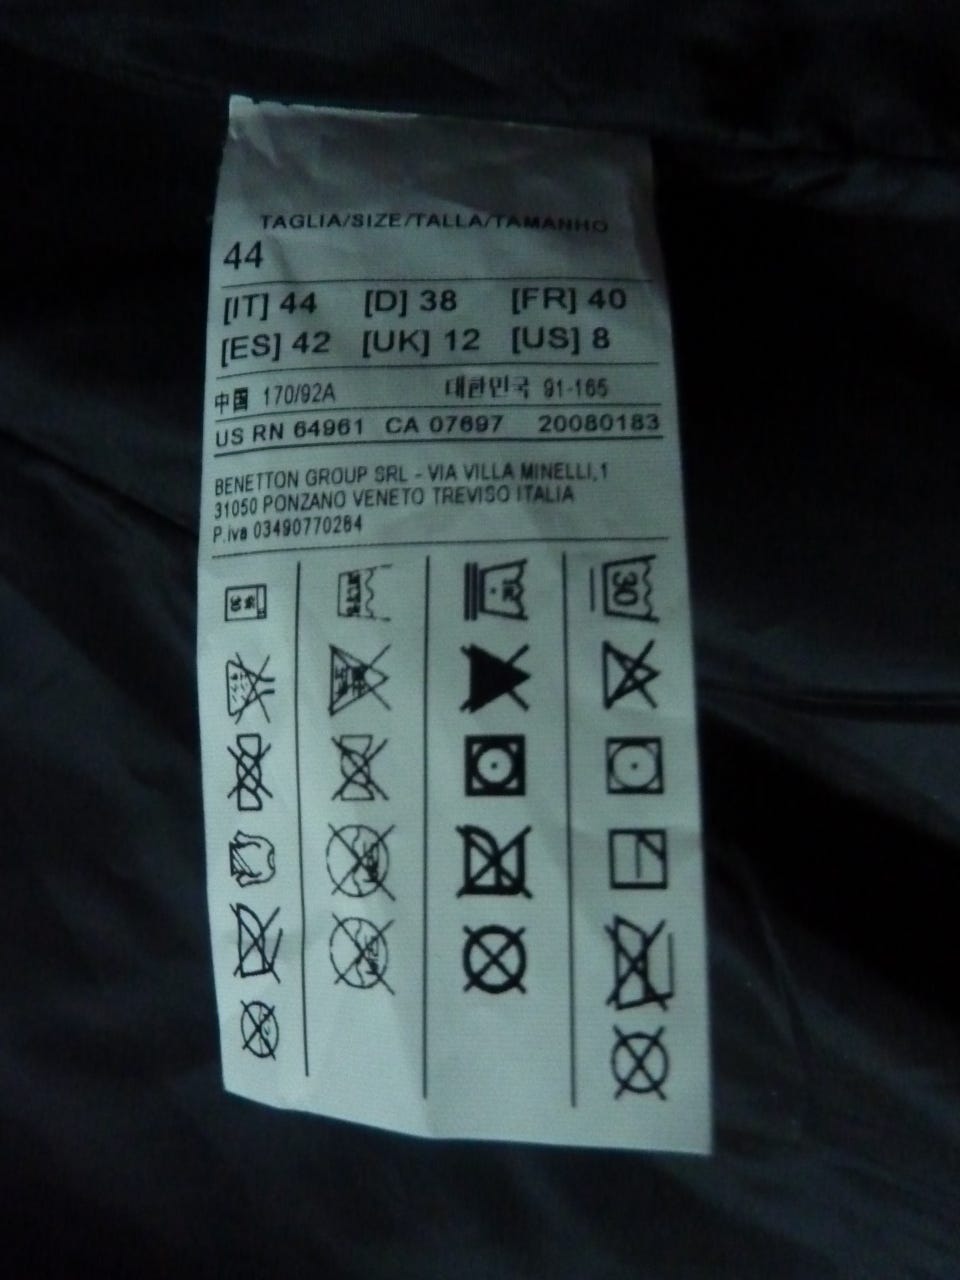 TAGLIA/SIZE/TALLA/TAMANHO
44
[IT] 44 [D] 38 [FR] 40
[ES] 42 [UK] 12 [US] 8
中国 170/92A 대한민국 91-165
US RN 64961 CA 07697 20080183
BENETTON GROUP SRL - VIA VILLA MINELLI,1
31050 PONZANO VENETO TREVISO ITALIA
P.iva 03490770264
30